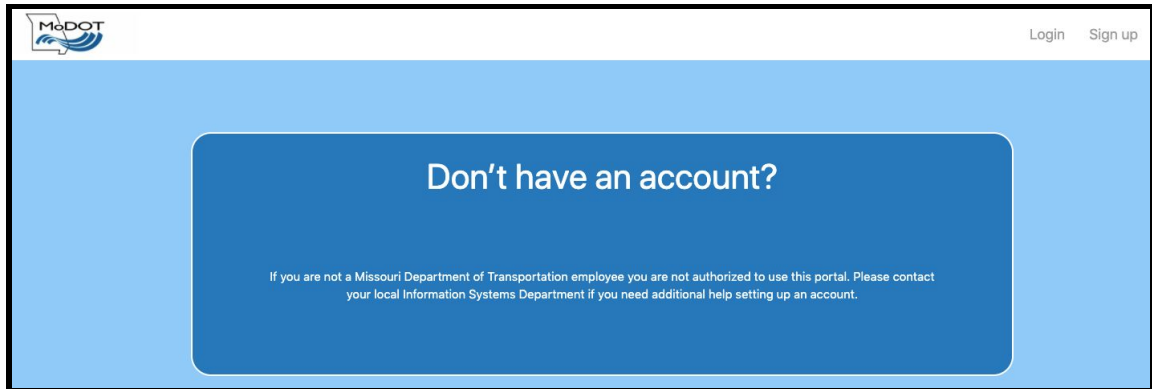 MoDOT
Login Sign up
Don't have an account?
If you are not a Missouri Department of Transportation employee you are not authorized to use this portal. Please contact
your local Information Systems Department if you need additional help setting up an account.